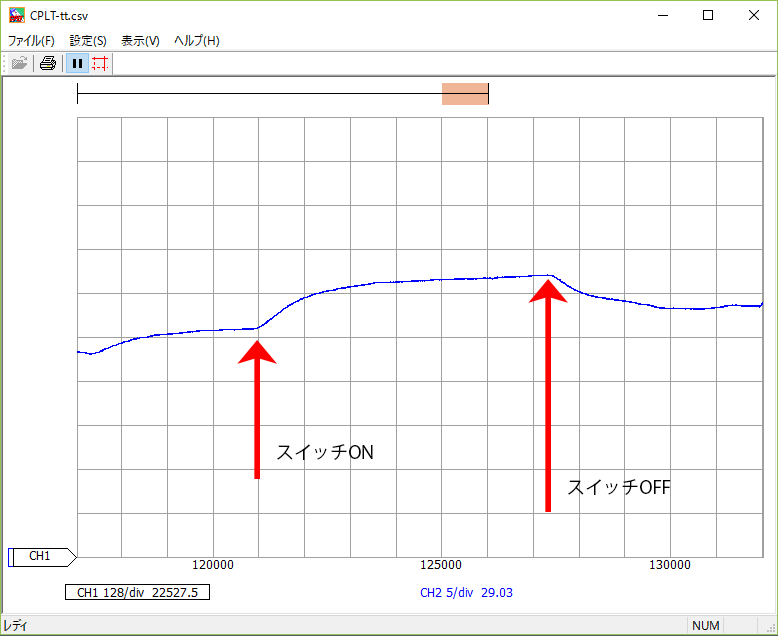 CPLT-tt.csv
ファイル(F) 設定(S) 表示(V) ヘルプ(H)
スイッチON
スイッチOFF
CH1
120000 125000 130000
CH1 128/div 22527.5 CH2 5/div 29.03
レディ NUM